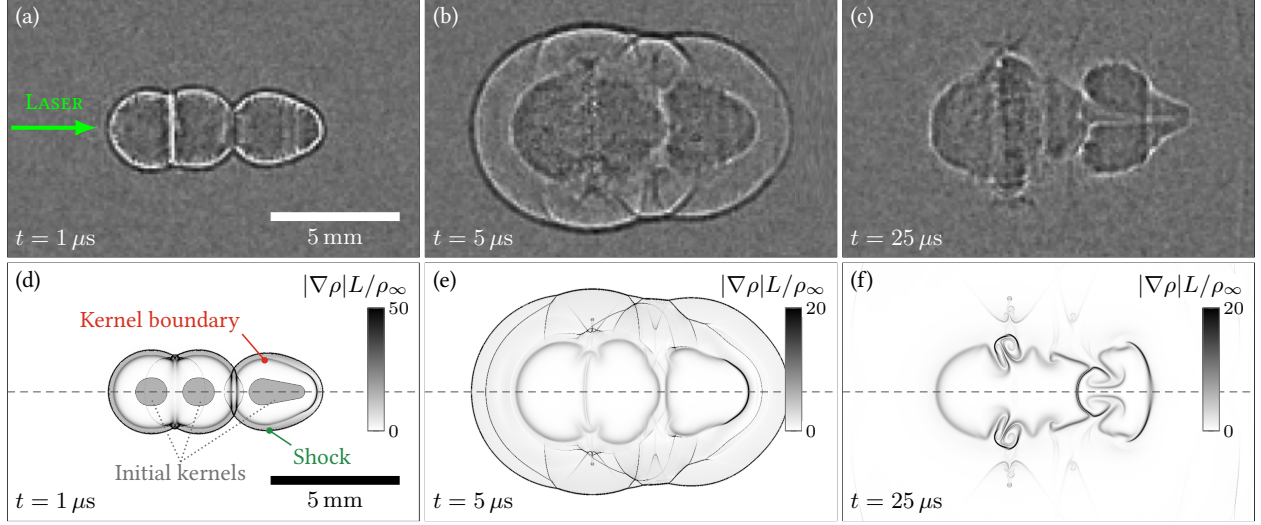 (a)
LASER
5 mm
t = 1 µs
(b)
t = 5 µs
(c)
t = 25 µs
(d)
|∇ρ|L/ρ∞
50
Kernel boundary
0
Shock
Initial kernels
5 mm
t = 1 µs
(e)
|∇ρ|L/ρ∞
20
0
t = 5 µs
(f)
|∇ρ|L/ρ∞
20
0
t = 25 µs